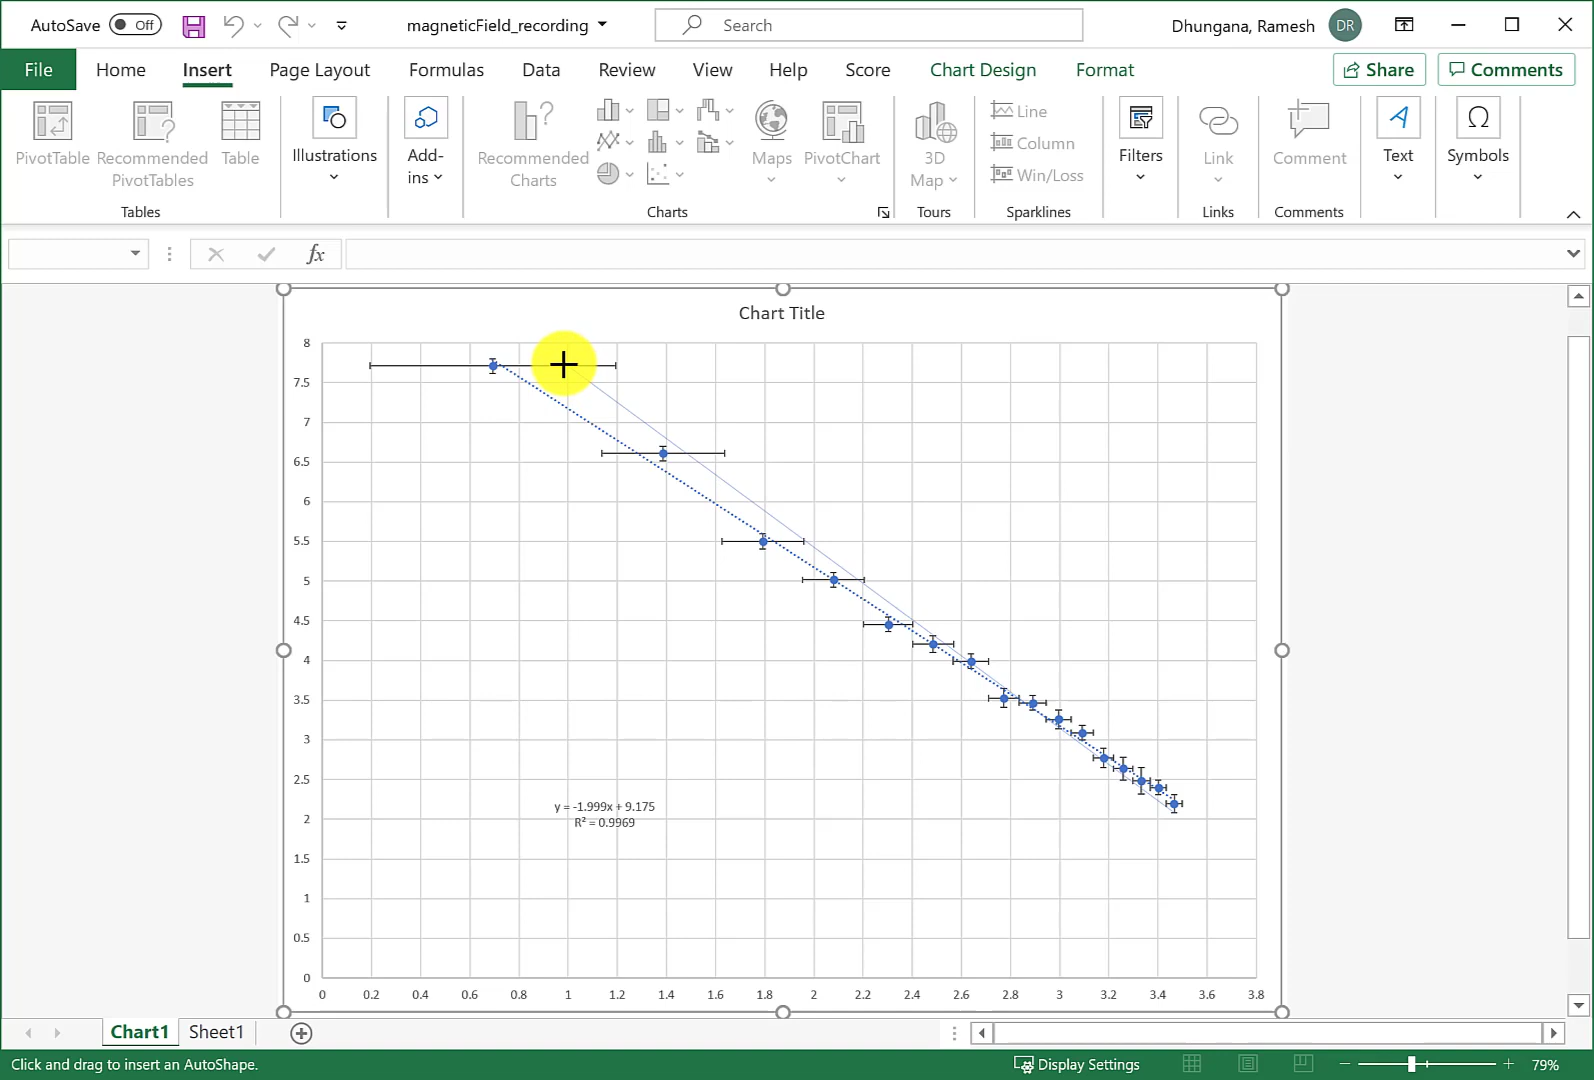 AutoSave Off magneticField_recording Search Dhungana, Ramesh DR
File Home Insert Page Layout Formulas Data Review View Help Score Chart Design Format Share Comments
PivotTable
Recommended
PivotTables
Table
Tables
Illustrations
Add-
ins
Recommended
Charts
Maps
PivotChart
Charts
3D
Map
Tours
Line
Column
Win/Loss
Sparklines
Filters
Link
Links
Comment
Comments
A
Text
Ω
Symbols
fx
Chart Title
8
7.5
7
6.5
6
5.5
5
4.5
4
3.5
3
2.5
2
1.5
1
0.5
0
y = -1.999x + 9.175
R² = 0.9969
0 0.2 0.4 0.6 0.8 1 1.2 1.4 1.6 1.8 2 2.2 2.4 2.6 2.8 3 3.2 3.4 3.6 3.8
Chart1 Sheet1
Click and drag to insert an AutoShape. Display Settings 79%